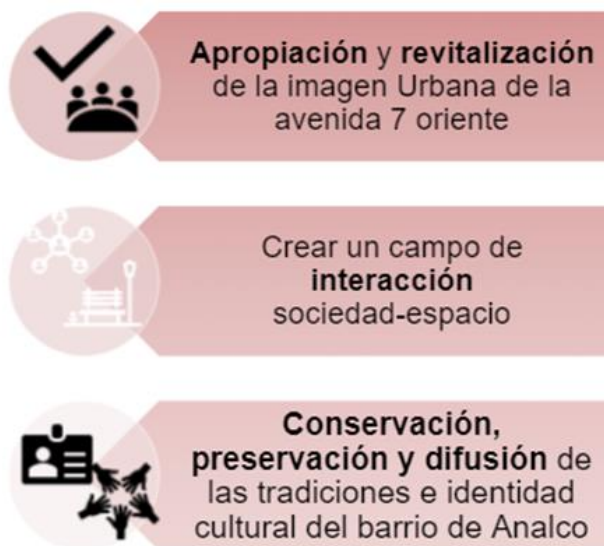 Apropiación y revitalización
de la imagen Urbana de la
avenida 7 oriente
Crear un campo de
interacción
sociedad-espacio
Conservación,
preservación y difusión de
las tradiciones e identidad
cultural del barrio de Analco